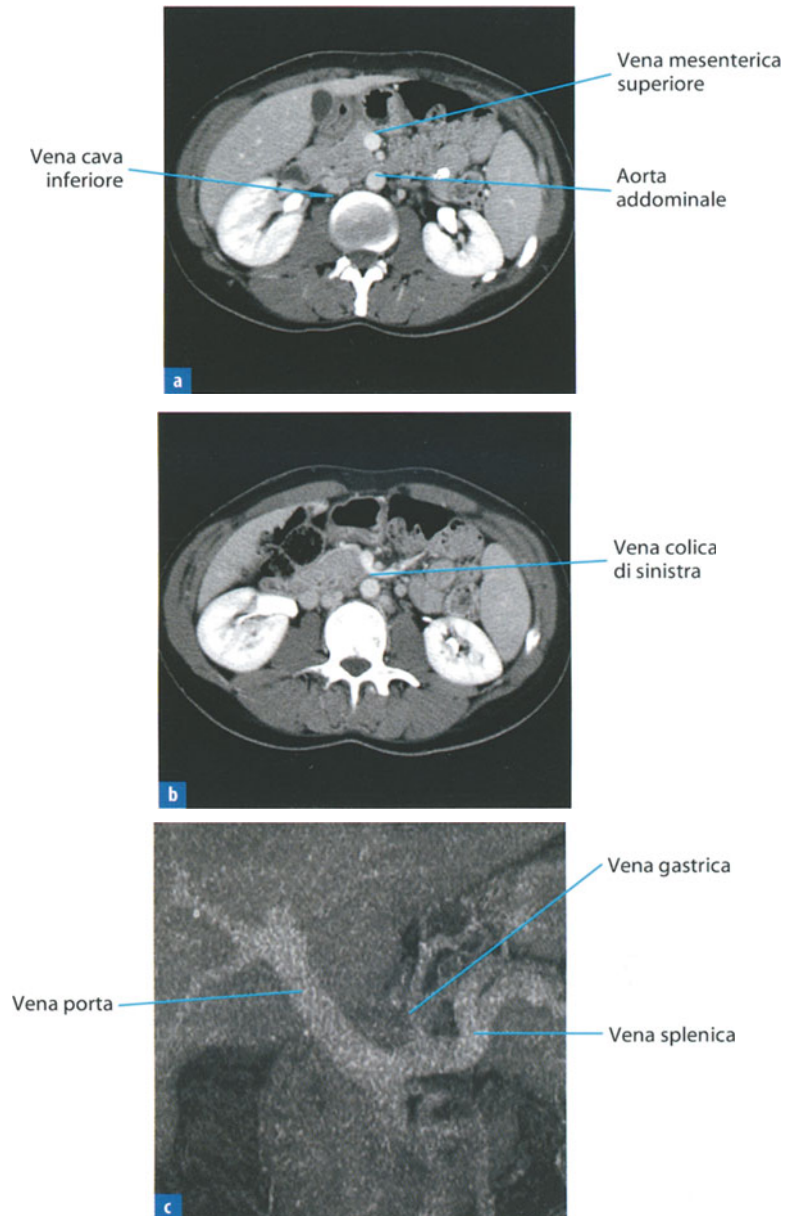 Vena mesenterica
superiore
Vena cava
inferiore
Aorta
addominale
a
Vena colica
di sinistra
b
Vena gastrica
Vena porta
Vena splenica
c